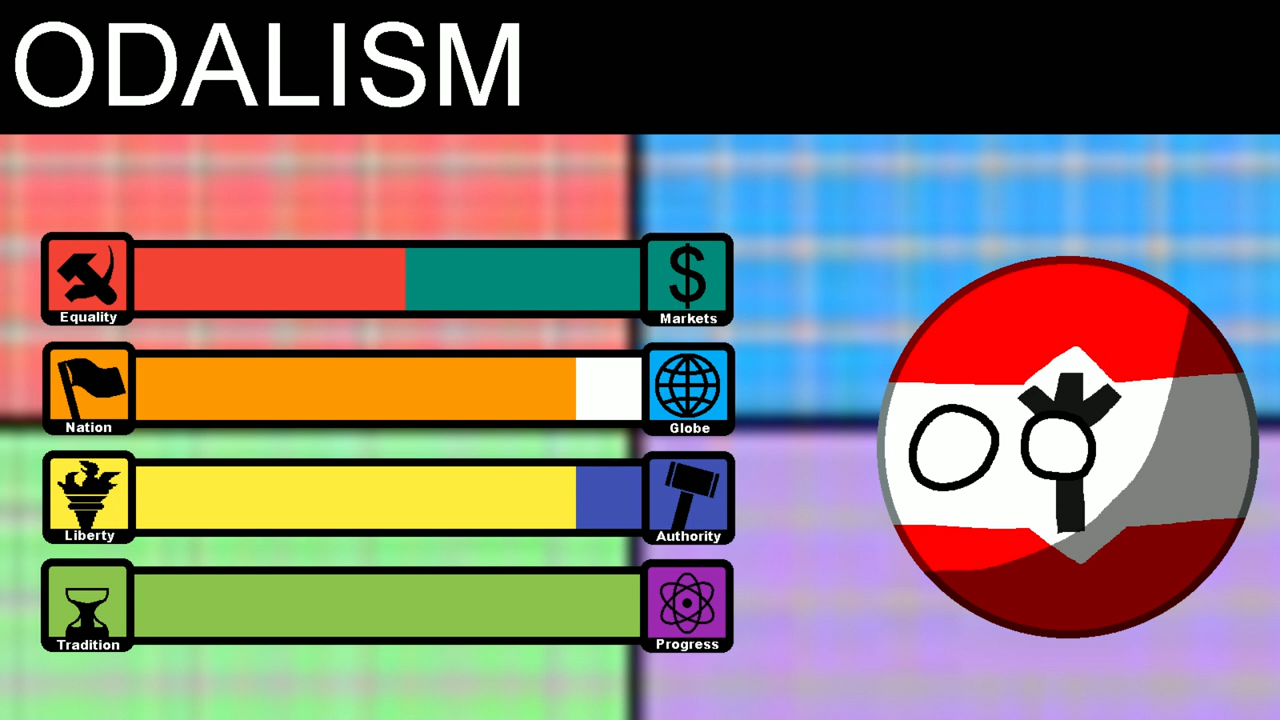 ODALISM
Equality
$
Markets
Nation
Globe
Liberty
Authority
Tradition
Progress